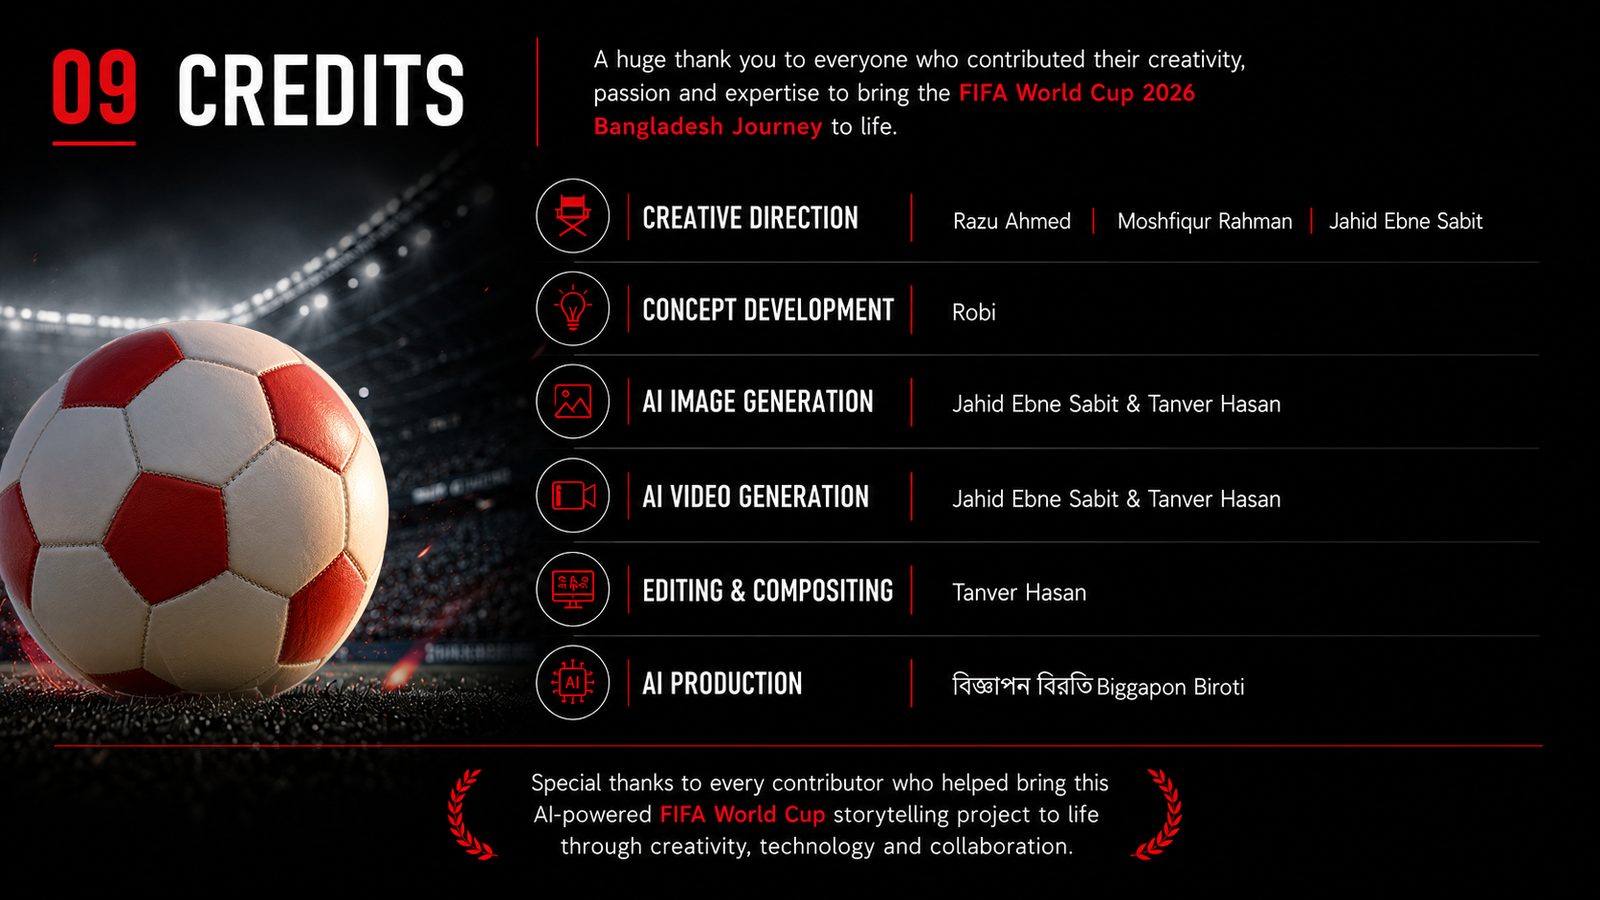 09 CREDITS
A huge thank you to everyone who contributed their creativity,
passion and expertise to bring the FIFA World Cup 2026
Bangladesh Journey to life.
CREATIVE DIRECTION
Razu Ahmed | Moshfiqur Rahman | Jahid Ebne Sabit
CONCEPT DEVELOPMENT
Robi
AI IMAGE GENERATION
Jahid Ebne Sabit & Tanver Hasan
AI VIDEO GENERATION
Jahid Ebne Sabit & Tanver Hasan
EDITING & COMPOSITING
Tanver Hasan
AI
AI PRODUCTION
বিজ্ঞাপন বিরতি Biggapon Biroti
Special thanks to every contributor who helped bring this
AI-powered FIFA World Cup storytelling project to life
through creativity, technology and collaboration.